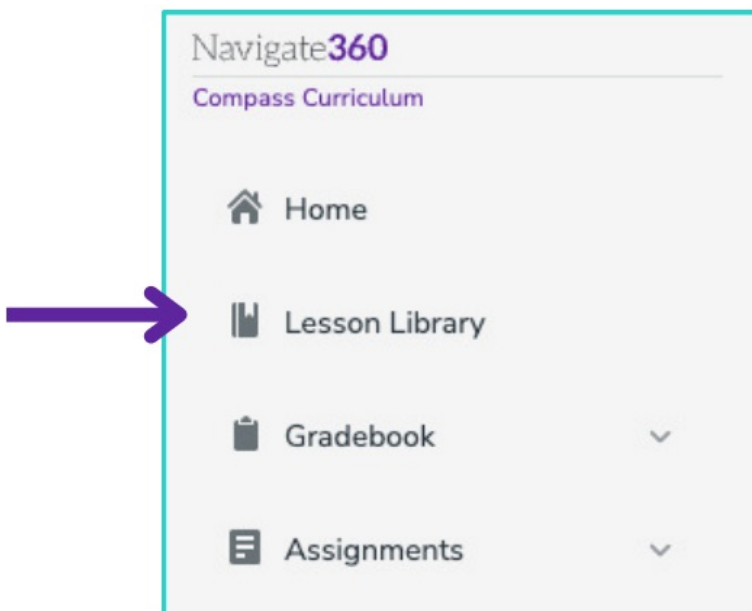 Navigate360
Compass Curriculum
Home
Lesson Library
Gradebook
Assignments